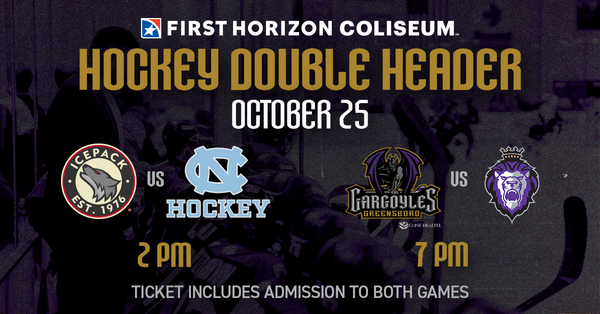 FIRST HORIZON COLISEUM
HOCKEY DOUBLE HEADER
OCTOBER 25
ICEPACK
EST. 1976
VS
NC
HOCKEY
GARGOYLES
GREENSBORO
CONE HEALTH
VS
2 PM
7 PM
TICKET INCLUDES ADMISSION TO BOTH GAMES